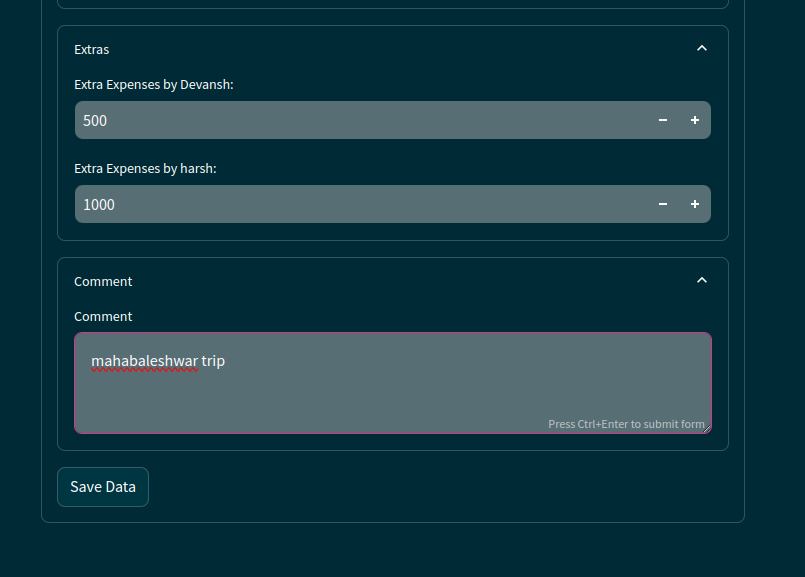 Extras
Extra Expenses by Devansh:
500
Extra Expenses by harsh:
1000
Comment
Comment
mahabaleshwar trip
Press Ctrl+Enter to submit form
Save Data